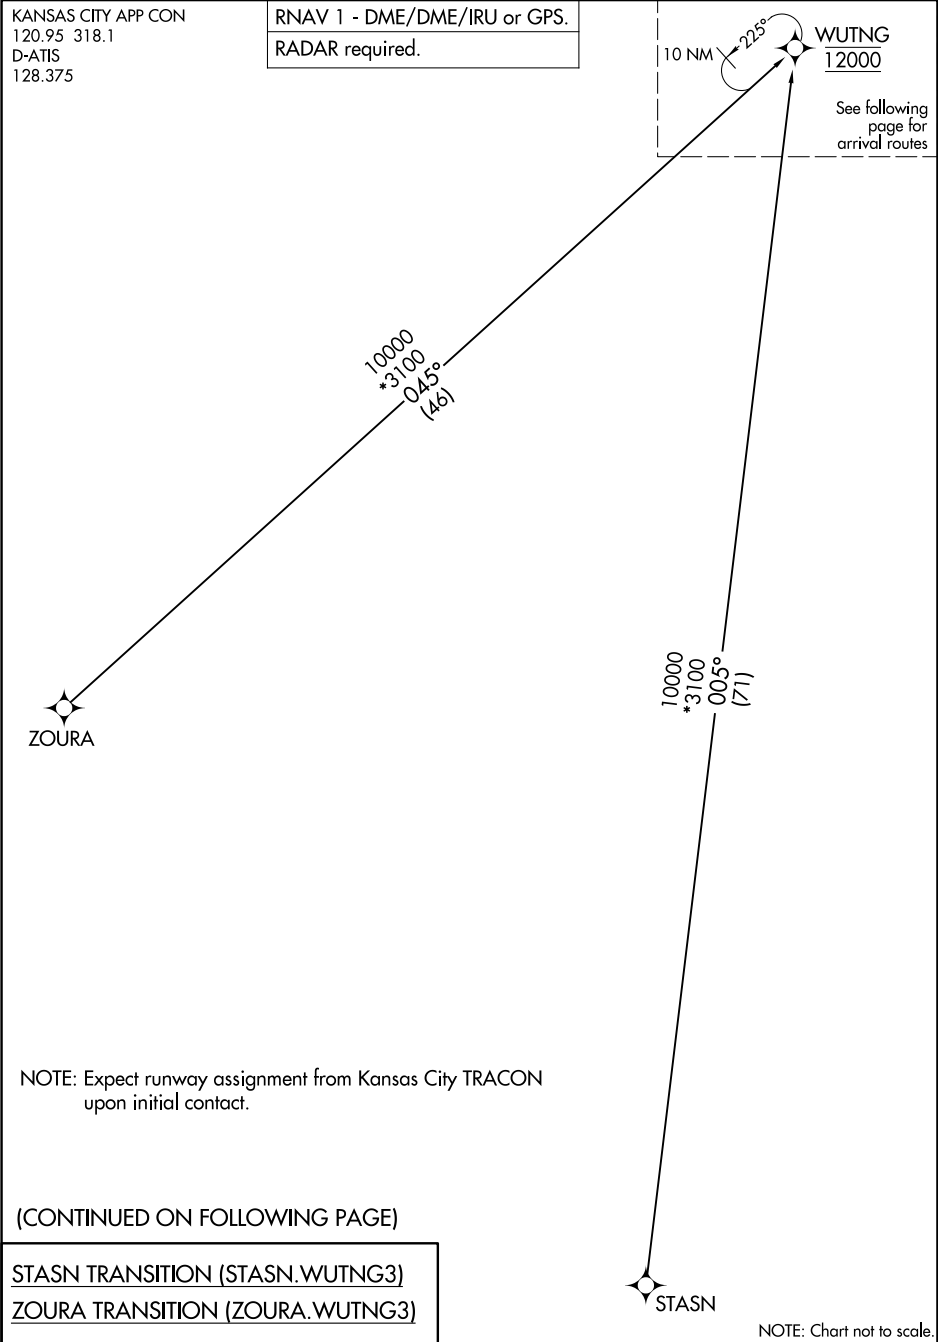 KANSAS CITY APP CON
120.95 318.1
D-ATIS
128.375
RNAV 1 - DME/DME/IRU or GPS.
RADAR required.
225°
10 NM
WUTNG
12000
See following
page for
arrival routes
10000
*3100
045°
(46)
10000
*3100
005°
(71)
ZOURA
NOTE: Expect runway assignment from Kansas City TRACON
upon initial contact.
(CONTINUED ON FOLLOWING PAGE)
STASN TRANSITION (STASN.WUTNG3)
ZOURA TRANSITION (ZOURA.WUTNG3)
STASN
NOTE: Chart not to scale.